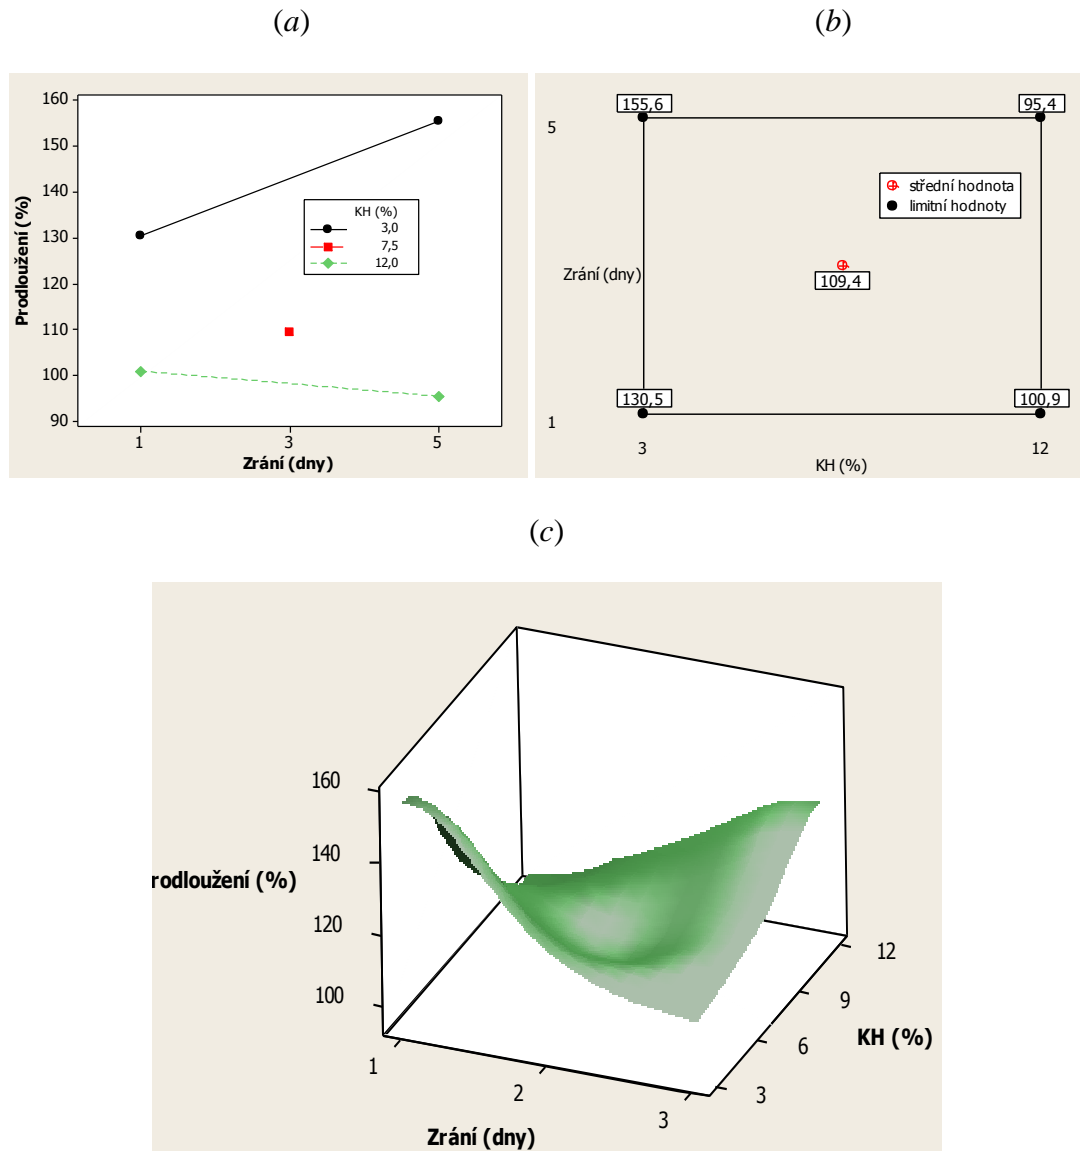 (a)
(b)
160
150
140
130
120
110
100
90
Prodloužení (%)
KH (%)
3,0
7,5
12,0
1
3
5
Zrání (dny)
155,6
95,4
5
střední hodnota
limitní hodnoty
Zrání (dny)
109,4
130,5
100,9
1
3
12
KH (%)
(c)
160
140
rodloužení (%)
120
100
12
9
KH (%)
6
3
1
2
3
Zrání (dny)